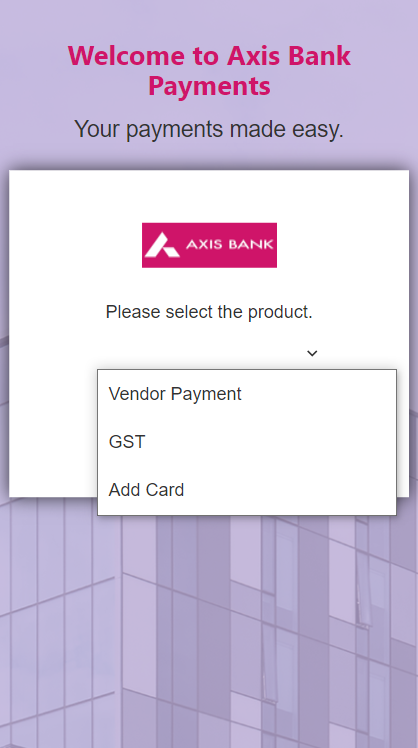 Welcome to Axis Bank
Payments
Your payments made easy.
AXIS BANK
Please select the product.
Vendor Payment
GST
Add Card